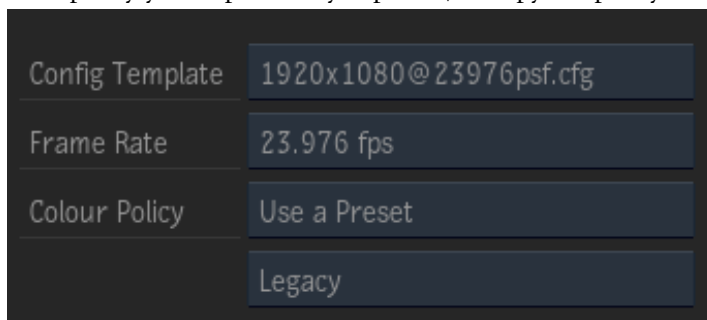 Config Template 1920x1080@23976psf.cfg
Frame Rate 23.976 fps
Colour Policy Use a Preset
Legacy